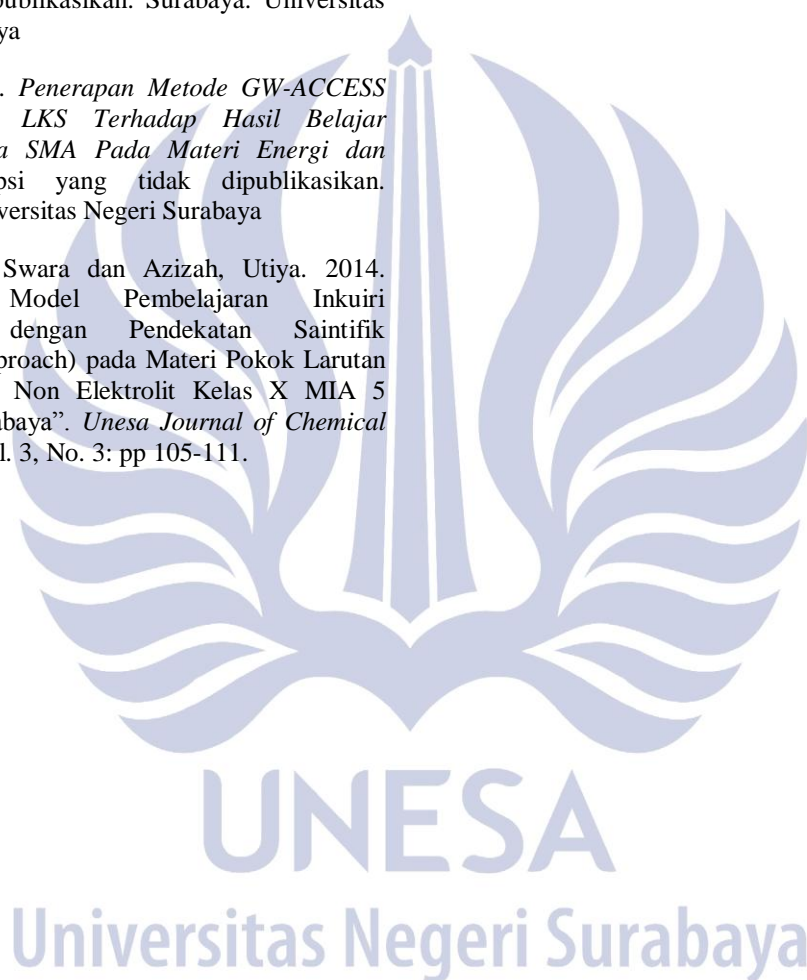 publikasikan. Surabaya: Universitas
ya
. Penerapan Metode GW-ACCESS
LKS Terhadap Hasil Belajar
a SMA Pada Materi Energi dan
psi yang tidak dipublikasikan.
versitas Negeri Surabaya
Swara dan Azizah, Utiya. 2014.
Model Pembelajaran Inkuiri
dengan Pendekatan Saintifik
proach) pada Materi Pokok Larutan
Non Elektrolit Kelas X MIA 5
abaya”. Unesa Journal of Chemical
l. 3, No. 3: pp 105-111.
UNESA
Universitas Negeri Surabaya